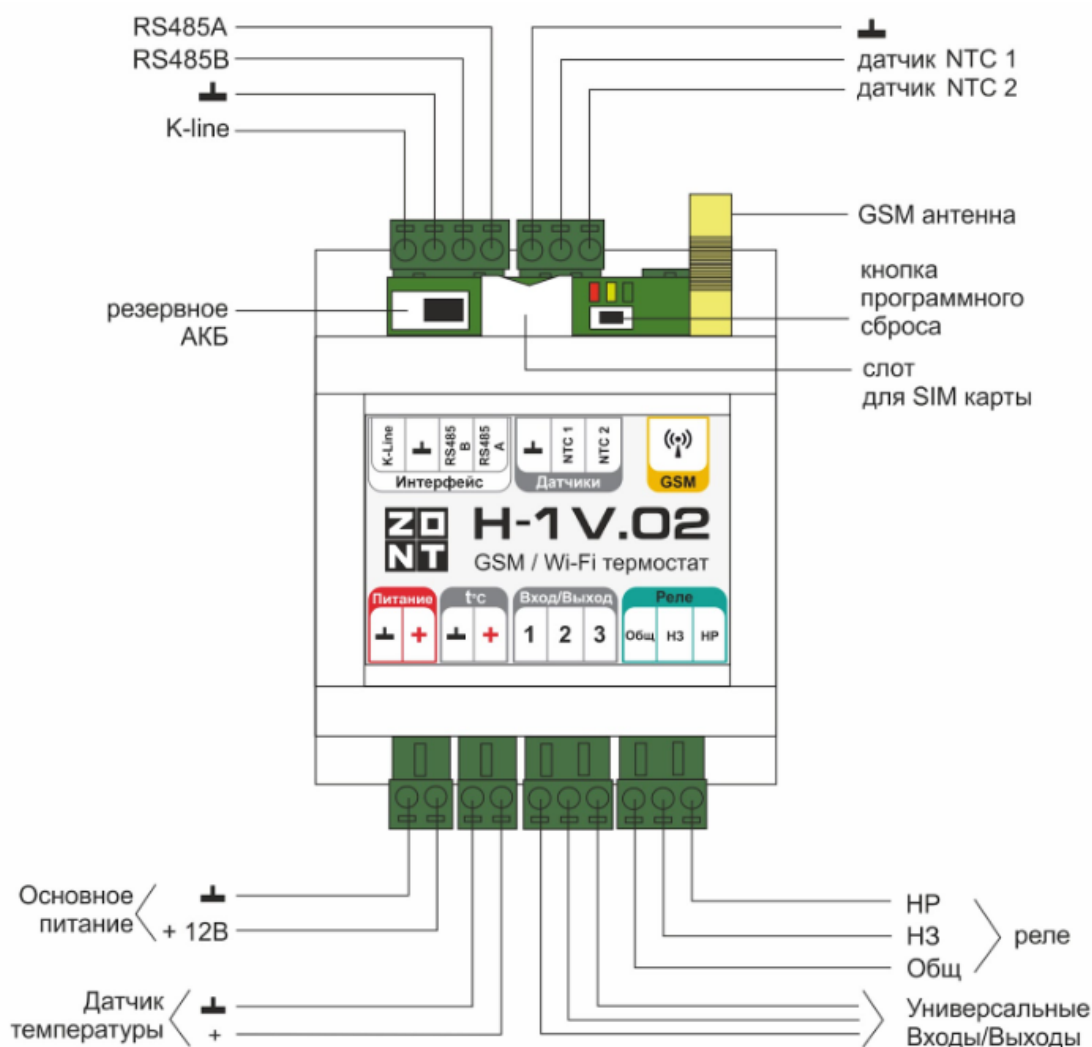 RS485A
RS485B
K-line
датчик NTC 1
датчик NTC 2
GSM антенна
кнопка
программного
сброса
резервное
АКБ
слот
для SIM карты
K-Line
RS485
B
RS485
A
Интерфейс
NTC 1
NTC 2
Датчики
GSM
ZONT
H-1V.02
GSM / Wi-Fi термостат
Питание
+
t°C
+
Вход/Выход
1 2 3
Реле
Общ НЗ НР
Основное
питание
+ 12В
Датчик
температуры
+
НР
НЗ
Общ
реле
Универсальные
Входы/Выходы